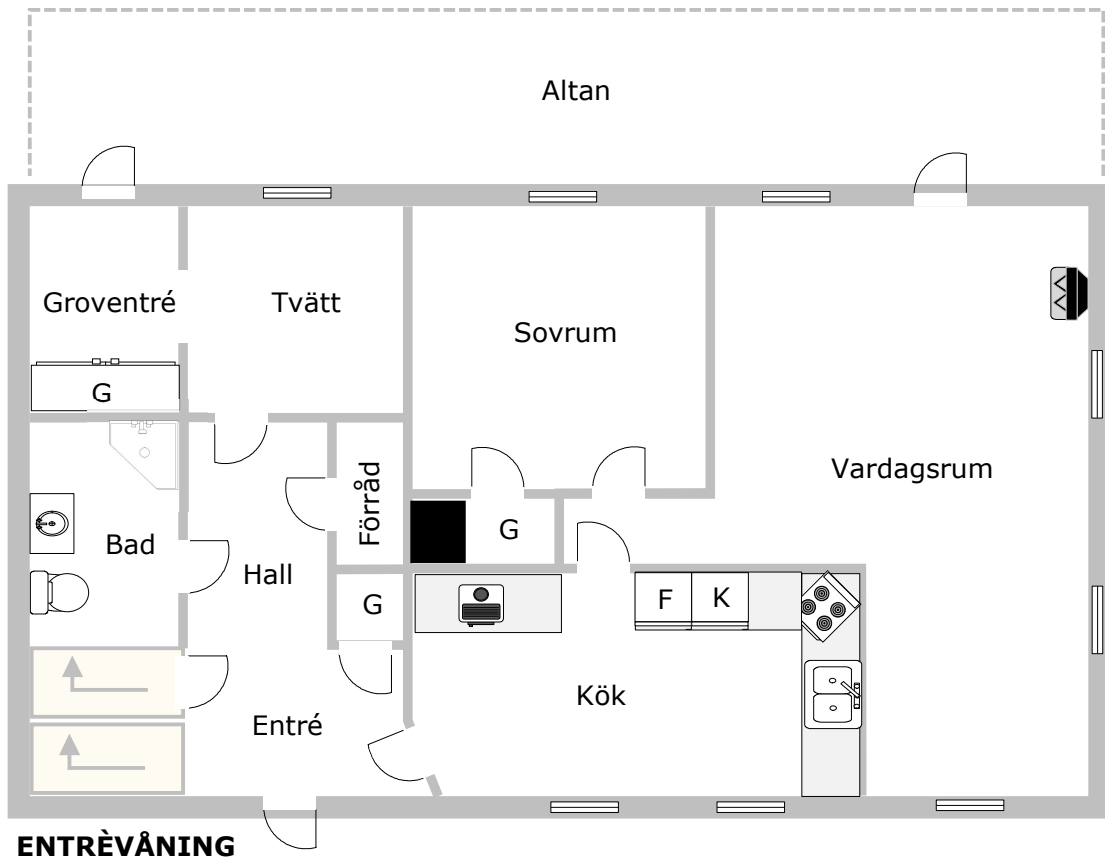 Altan
Groventré
Tvätt
Sovrum
G
Vardagsrum
Förråd
G
Bad
Hall
G
F
K
Kök
Entré
ENTRÈVÅNING